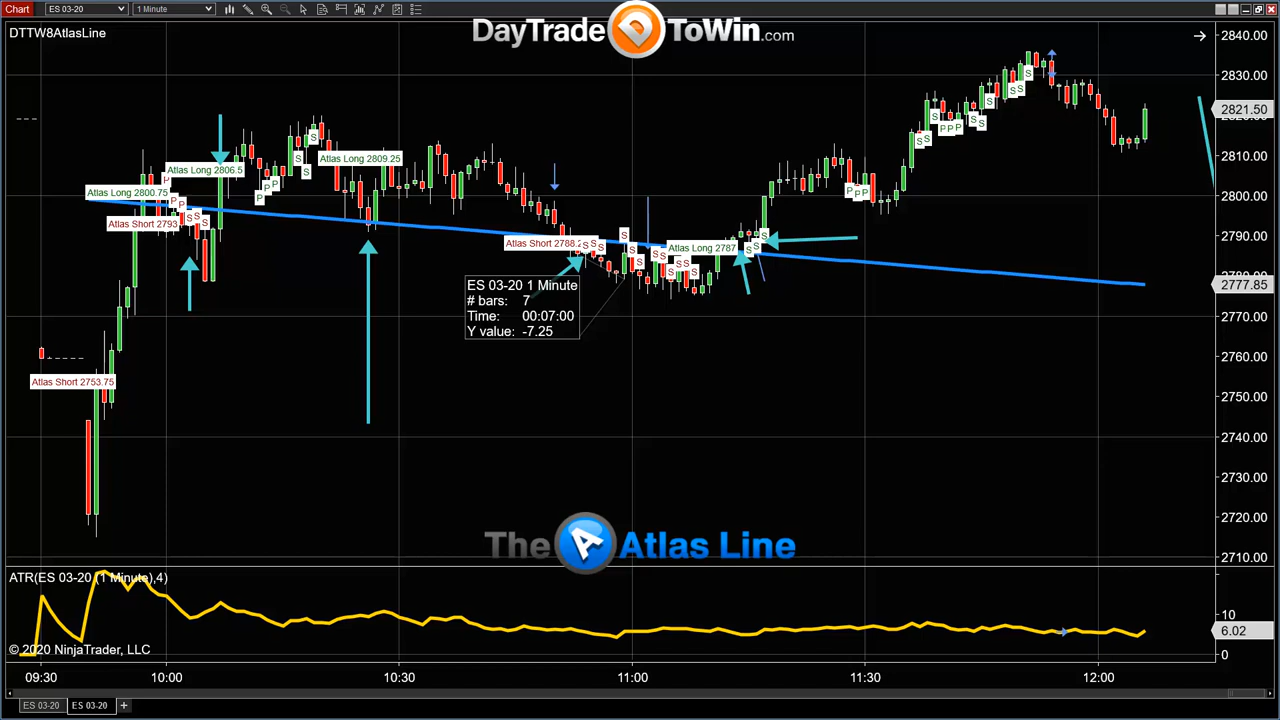 Chart ES 03-20 1 Minute
DayTrade ToWin.com
DTTW8AtlasLine
2840.00
2830.00
2821.50
2810.00
2800.00
2790.00
2777.85
2770.00
2760.00
2750.00
2740.00
2730.00
2720.00
2710.00
Atlas Long 2800.75
Atlas Long 2806.5
Atlas Long 2809.25
Atlas Short 2793
Atlas Short 2788.
Atlas Long 2787
Atlas Short 2753.75
ES 03-20 1 Minute
# bars: 7
Time: 00:07:00
Y value: -7.25
The Atlas Line
ATR(ES 03-20 (1 Minute),4)
10
6.02
0
© 2020 NinjaTrader, LLC
09:30 10:00 10:30 11:00 11:30 12:00
ES 03-20 ES 03-20 +